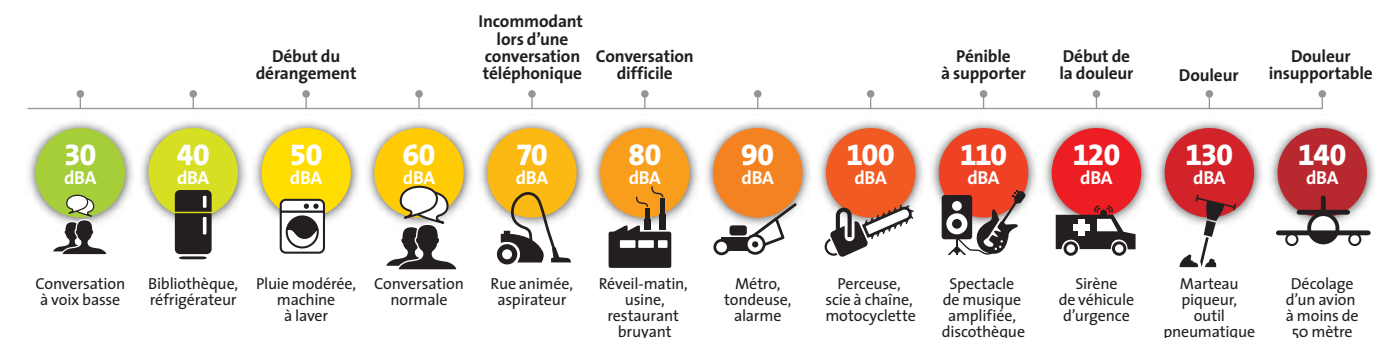 Début du
dérangement
Incommodant
lors d’une
conversation
téléphonique
Conversation
difficile
Pénible
à supporter
Début de
la douleur
Douleur
Douleur
insupportable
30
dBA
40
dBA
50
dBA
60
dBA
70
dBA
80
dBA
90
dBA
100
dBA
110
dBA
120
dBA
130
dBA
140
dBA
Conversation
à voix basse
Bibliothèque,
réfrigérateur
Pluie modérée,
machine
à laver
Conversation
normale
Rue animée,
aspirateur
Réveil-matin,
usine,
restaurant
bruyant
Métro,
tondeuse,
alarme
Perceuse,
scie à chaîne,
motocyclette
Spectacle
de musique
amplifiée,
discothèque
Sirène
de véhicule
d’urgence
Marteau
piqueur,
outil
pneumatique
Décolage
d’un avion
à moins de
50 mètre